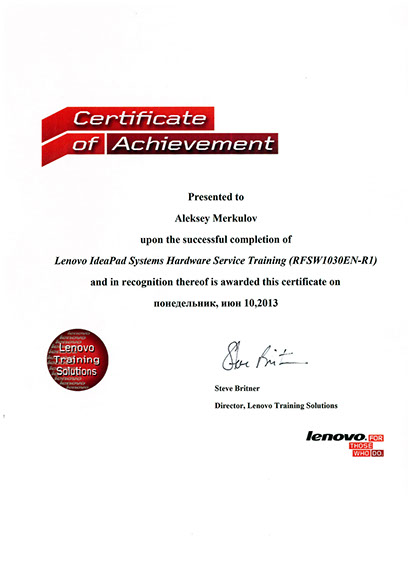 Certificate
of Achievement
Presented to
Aleksey Merkulov
upon the successful completion of
Lenovo IdeaPad Systems Hardware Service Training (RFSW1030EN-R1)
and in recognition thereof is awarded this certificate on
понедельник, июн 10,2013
Lenovo
Training
Solutions
Steve Britner
Steve Britner
Director, Lenovo Training Solutions
lenovo. FOR
THOSE
WHO DO.